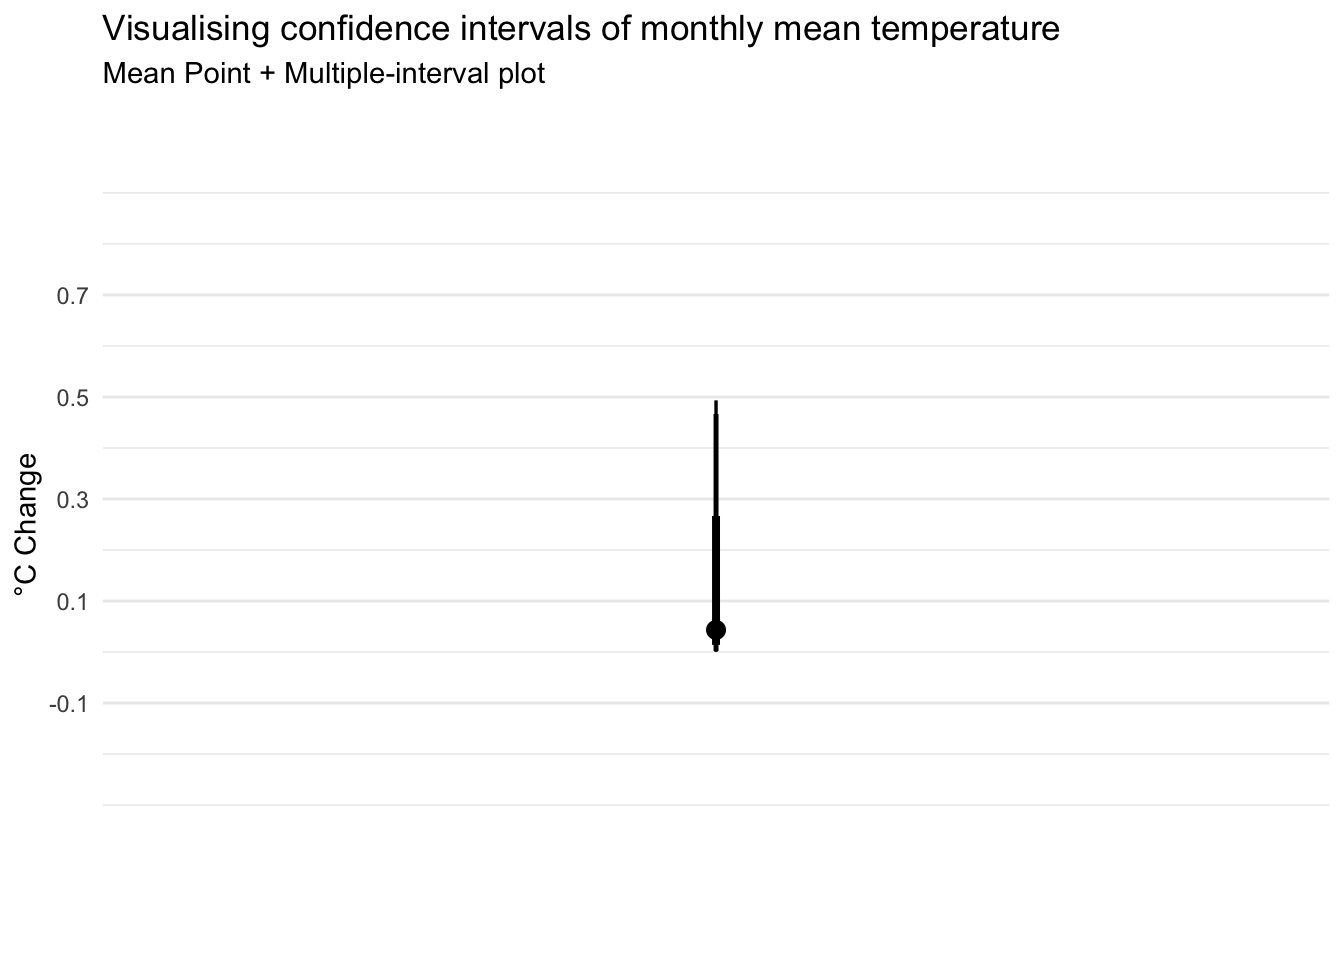 Visualising confidence intervals of monthly mean temperature
Mean Point + Multiple-interval plot
0.7
0.5
0.3
0.1
-0.1
°C Change